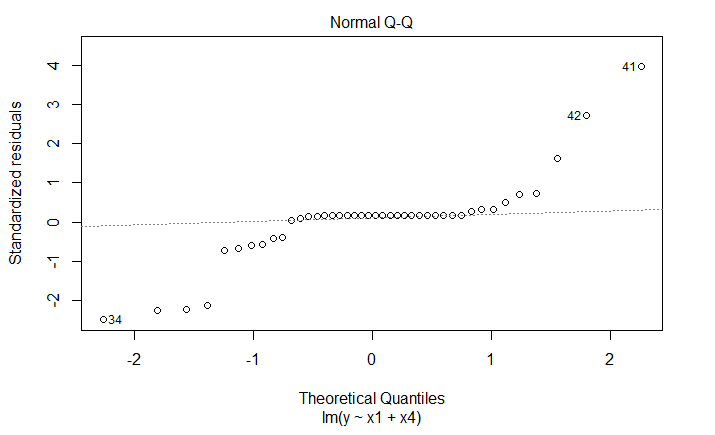 Normal Q-Q
Standardized residuals
4
3
2
1
0
-1
-2
41
42
34
-2 -1 0 1 2
Theoretical Quantiles
lm(y ~ x1 + x4)